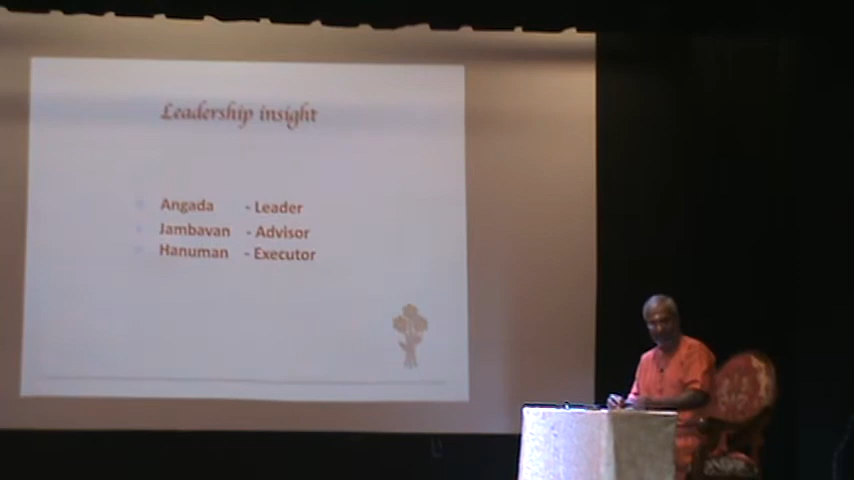 Leadership insight
Angada - Leader
Jambavan - Advisor
Hanuman - Executor